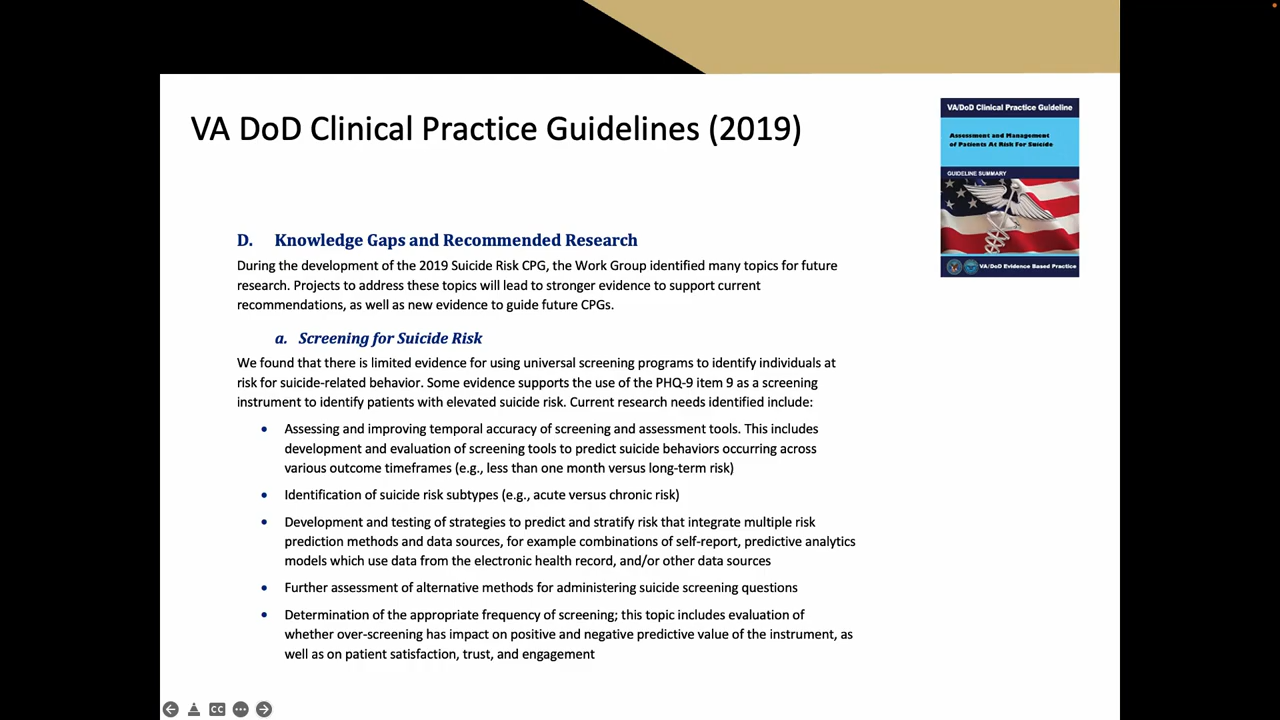 VA DoD Clinical Practice Guidelines (2019)
VA/DoD Clinical Practice Guideline
Assessment and Management
of Patients At Risk For Suicide
GUIDELINE SUMMARY
VA/DoD Evidence Based Practice
D. Knowledge Gaps and Recommended Research
During the development of the 2019 Suicide Risk CPG, the Work Group identified many topics for future
research. Projects to address these topics will lead to stronger evidence to support current
recommendations, as well as new evidence to guide future CPGs.
a. Screening for Suicide Risk
We found that there is limited evidence for using universal screening programs to identify individuals at
risk for suicide-related behavior. Some evidence supports the use of the PHQ-9 item 9 as a screening
instrument to identify patients with elevated suicide risk. Current research needs identified include:
• Assessing and improving temporal accuracy of screening and assessment tools. This includes
development and evaluation of screening tools to predict suicide behaviors occurring across
various outcome timeframes (e.g., less than one month versus long-term risk)
• Identification of suicide risk subtypes (e.g., acute versus chronic risk)
• Development and testing of strategies to predict and stratify risk that integrate multiple risk
prediction methods and data sources, for example combinations of self-report, predictive analytics
models which use data from the electronic health record, and/or other data sources
• Further assessment of alternative methods for administering suicide screening questions
• Determination of the appropriate frequency of screening; this topic includes evaluation of
whether over-screening has impact on positive and negative predictive value of the instrument, as
well as on patient satisfaction, trust, and engagement
CC